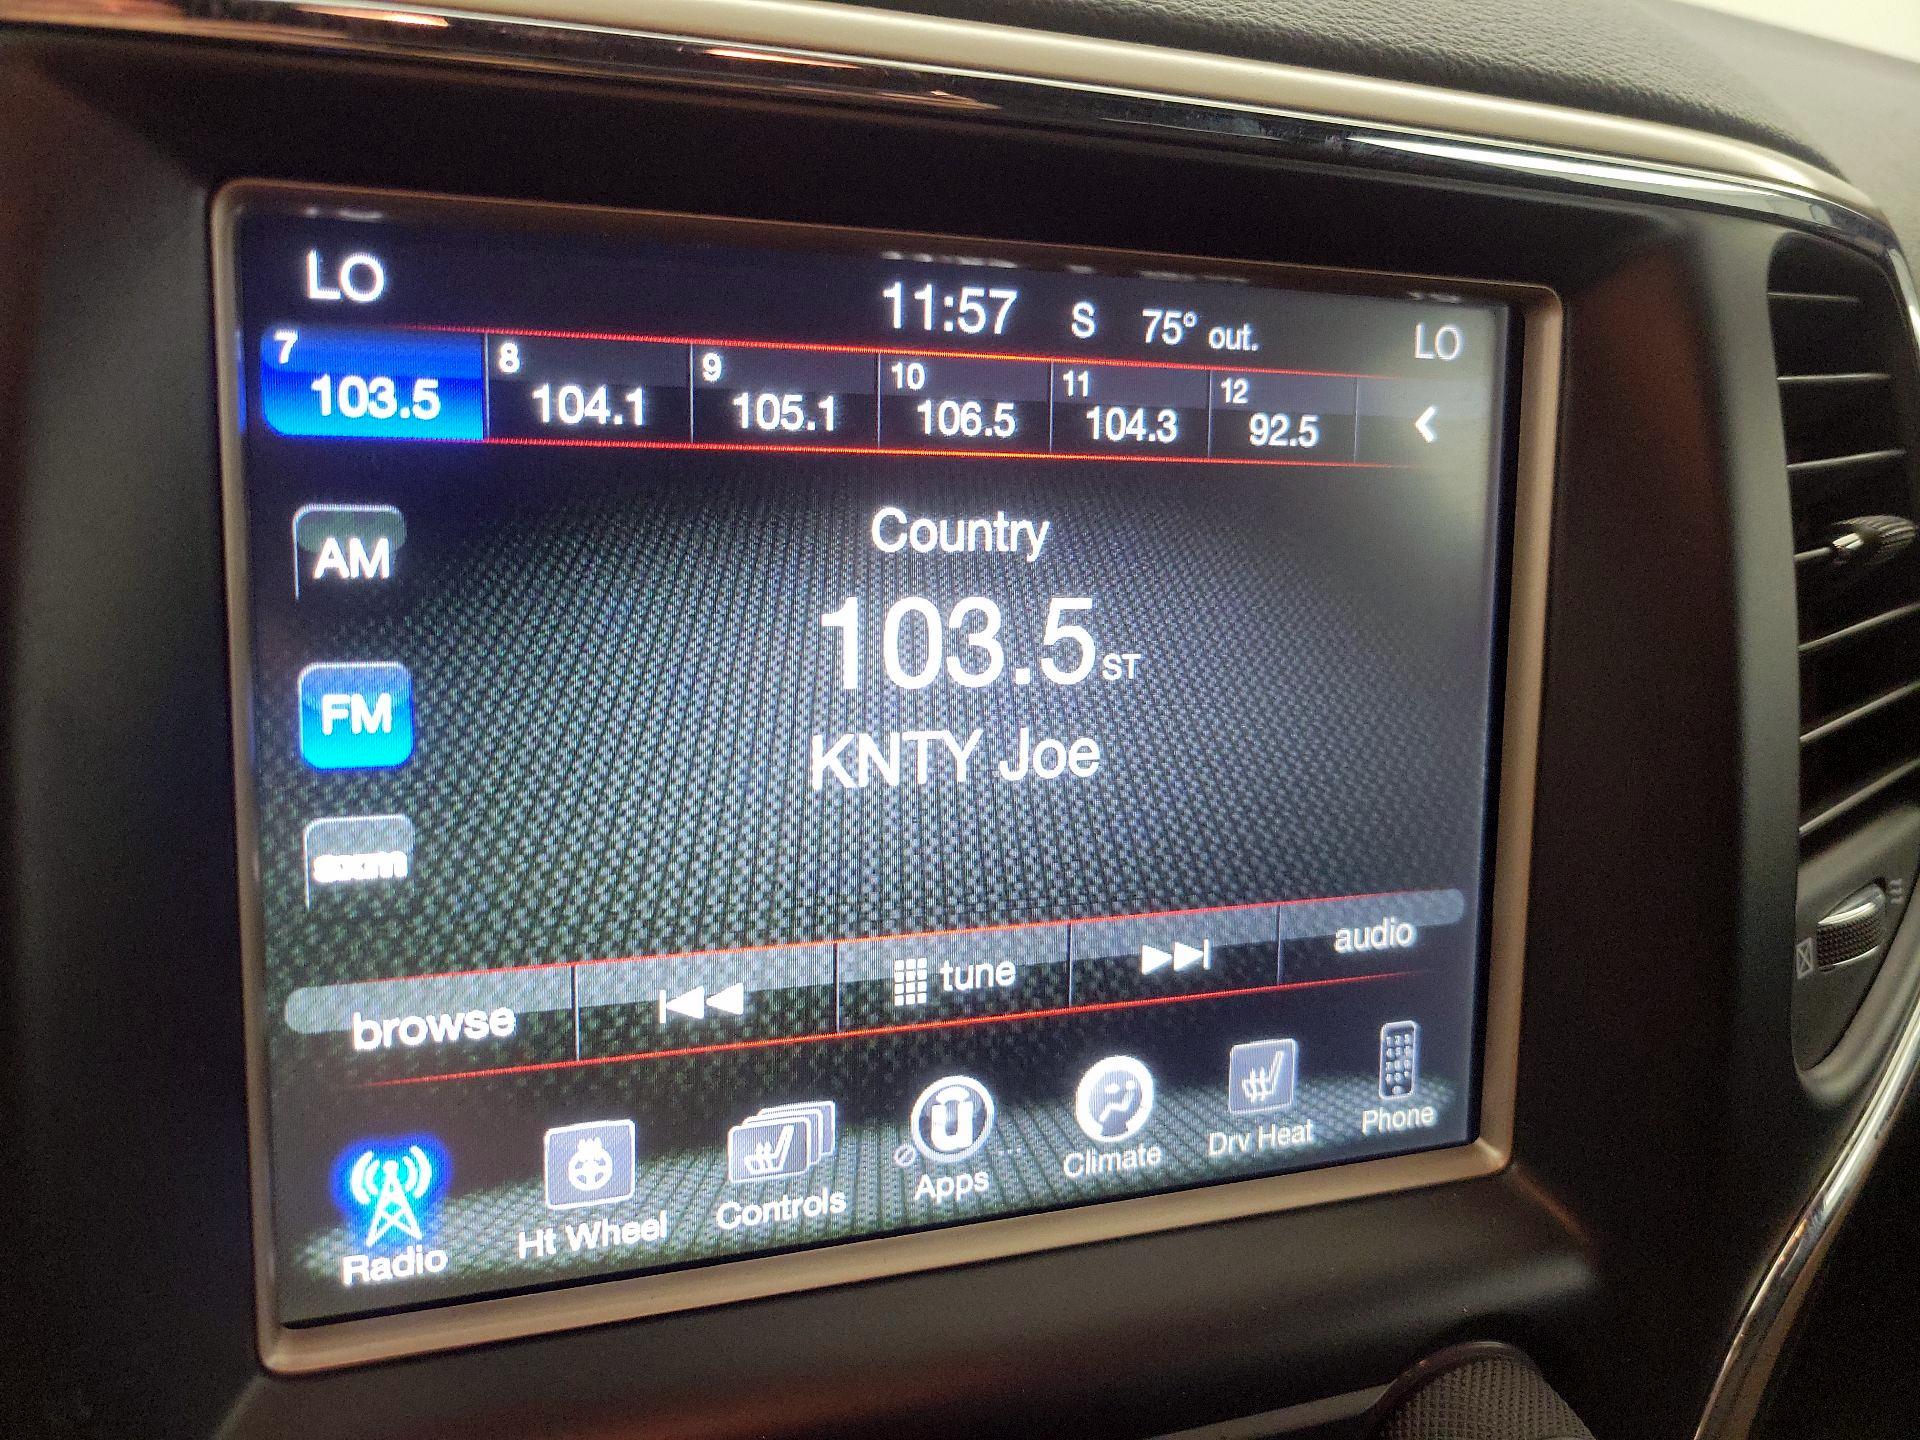 LO 11:57 S 75° out. LO
7 8 9 10 11 12
103.5 104.1 105.1 106.5 104.3 92.5
AM
Country
103.5 ST
FM
KNTY Joe
sxm
browse tune audio
Radio Ht Wheel Controls Apps Climate Drv Heat Phone